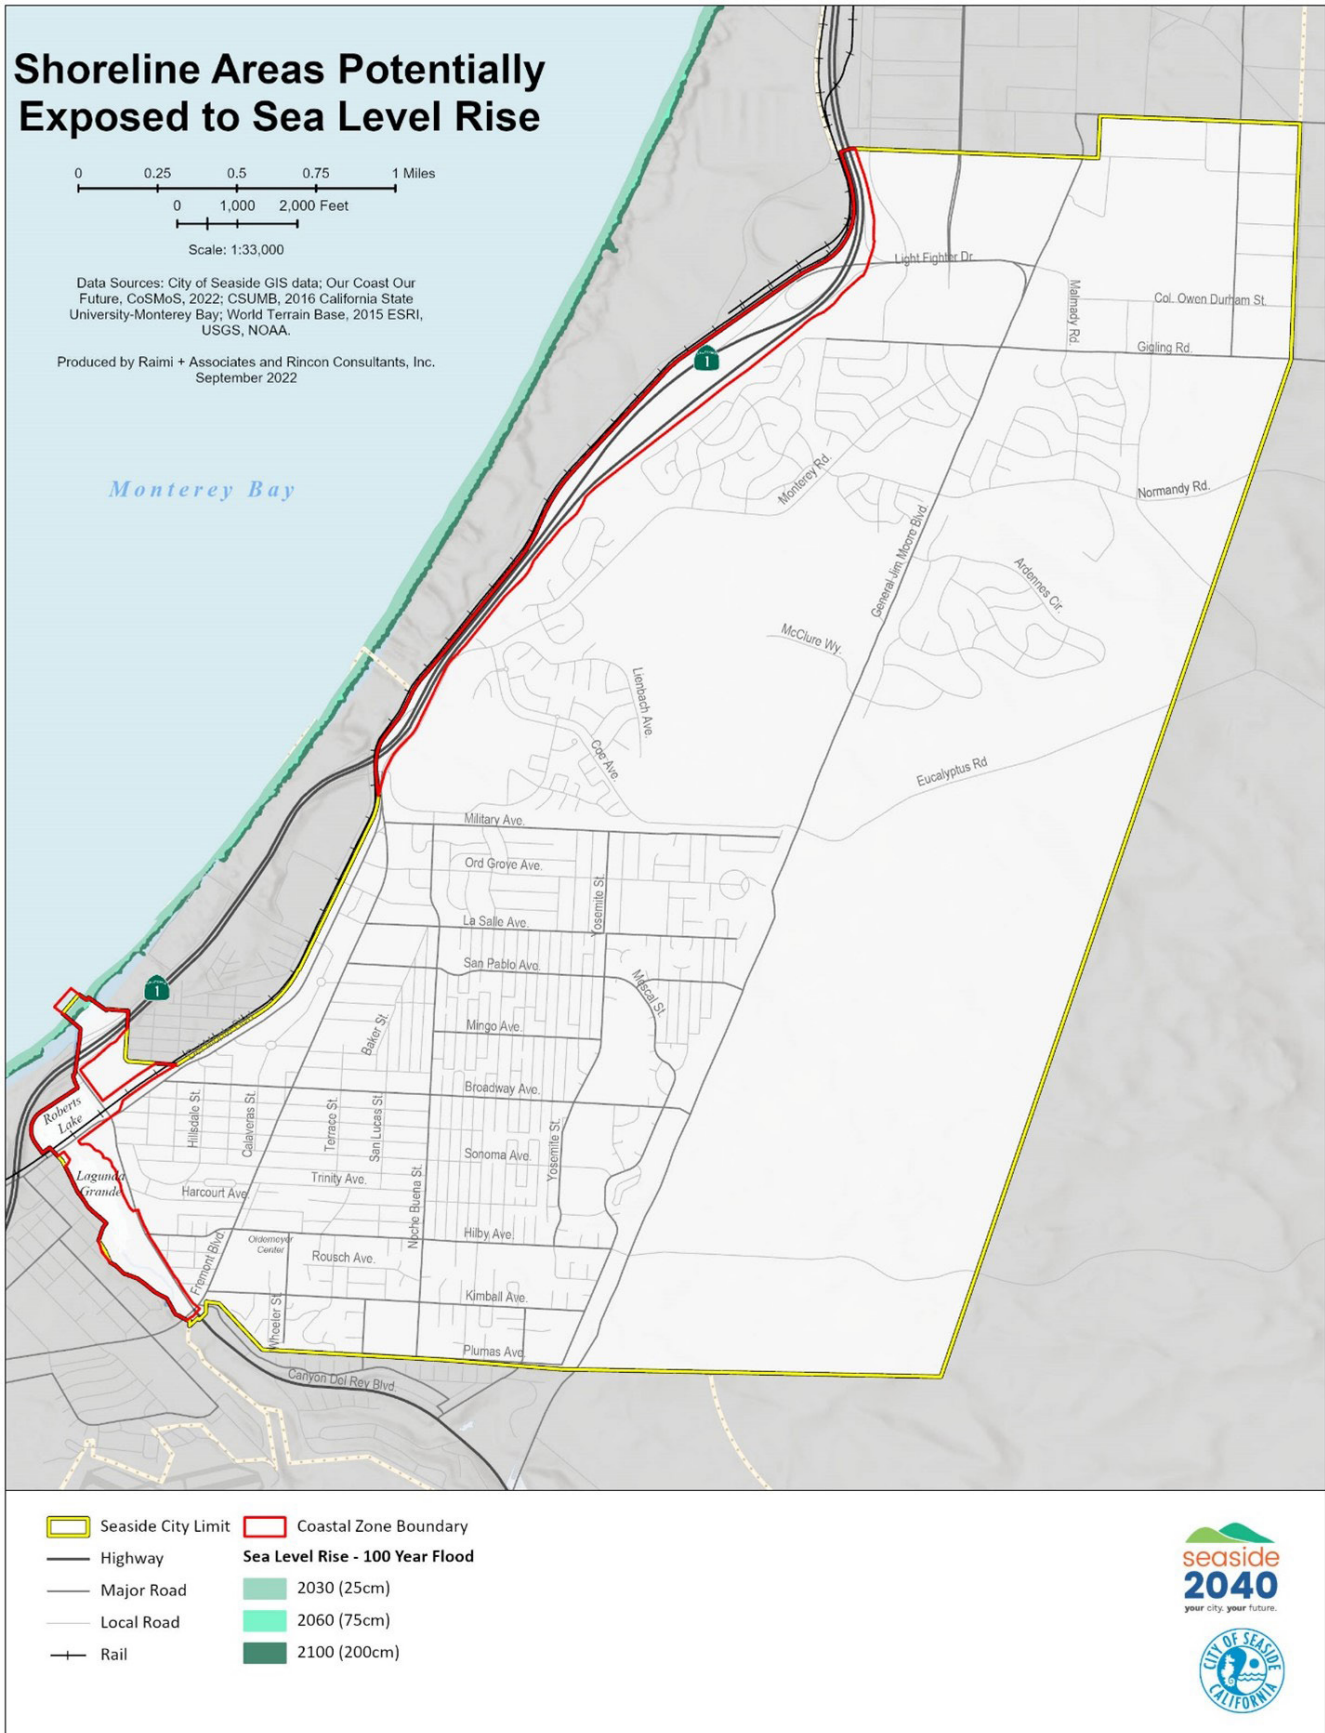 Shoreline Areas Potentially
Exposed to Sea Level Rise
0 0.25 0.5 0.75 1 Miles
0 1,000 2,000 Feet
Scale: 1:33,000
Data Sources: City of Seaside GIS data; Our Coast Our
Future, CoSMoS, 2022; CSUMB, 2016 California State
University-Monterey Bay; World Terrain Base, 2015 ESRI,
USGS, NOAA.
Produced by Raimi + Associates and Rincon Consultants, Inc.
September 2022
Monterey Bay
Light Fighter Dr.
Malmady Rd.
Col. Owen Durham St.
Gigling Rd.
1
Monterey Rd.
Normandy Rd.
General Jim Moore Blvd.
Ardennes Cir.
McClure Wy.
Lienbach Ave.
Coe Ave.
Eucalyptus Rd
Military Ave.
Ord Grove Ave.
Yosemite St.
La Salle Ave.
San Pablo Ave.
Mescal St.
1
Mingo Ave.
Baker St.
Broadway Ave.
Roberts
Lake
Hillsdale St.
Calaveras St.
Terrace St.
San Lucas St.
Sonoma Ave.
Yosemite St.
Lagunda
Grande
Trinity Ave.
Harcourt Ave.
Noche Buena St.
Hilby Ave.
Fremont Blvd.
Oldemeyer
Center
Rousch Ave.
Kimball Ave.
Wheeler St.
Plumas Ave.
Canyon Del Rey Blvd.
Seaside City Limit
Highway
Major Road
Local Road
Rail
Coastal Zone Boundary
Sea Level Rise - 100 Year Flood
2030 (25cm)
2060 (75cm)
2100 (200cm)
seaside
2040
your city. your future.
CITY OF SEASIDE
CALIFORNIA